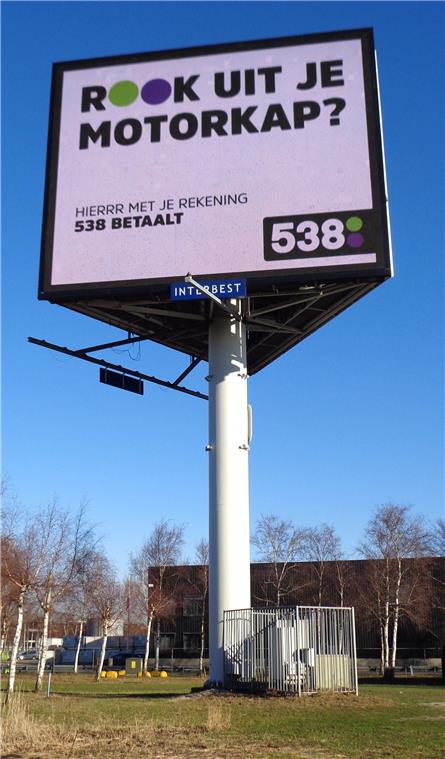 ROOK UIT JE
MOTORKAP?
HIERRR MET JE REKENING
538 BETAALT
538
INTERBEST